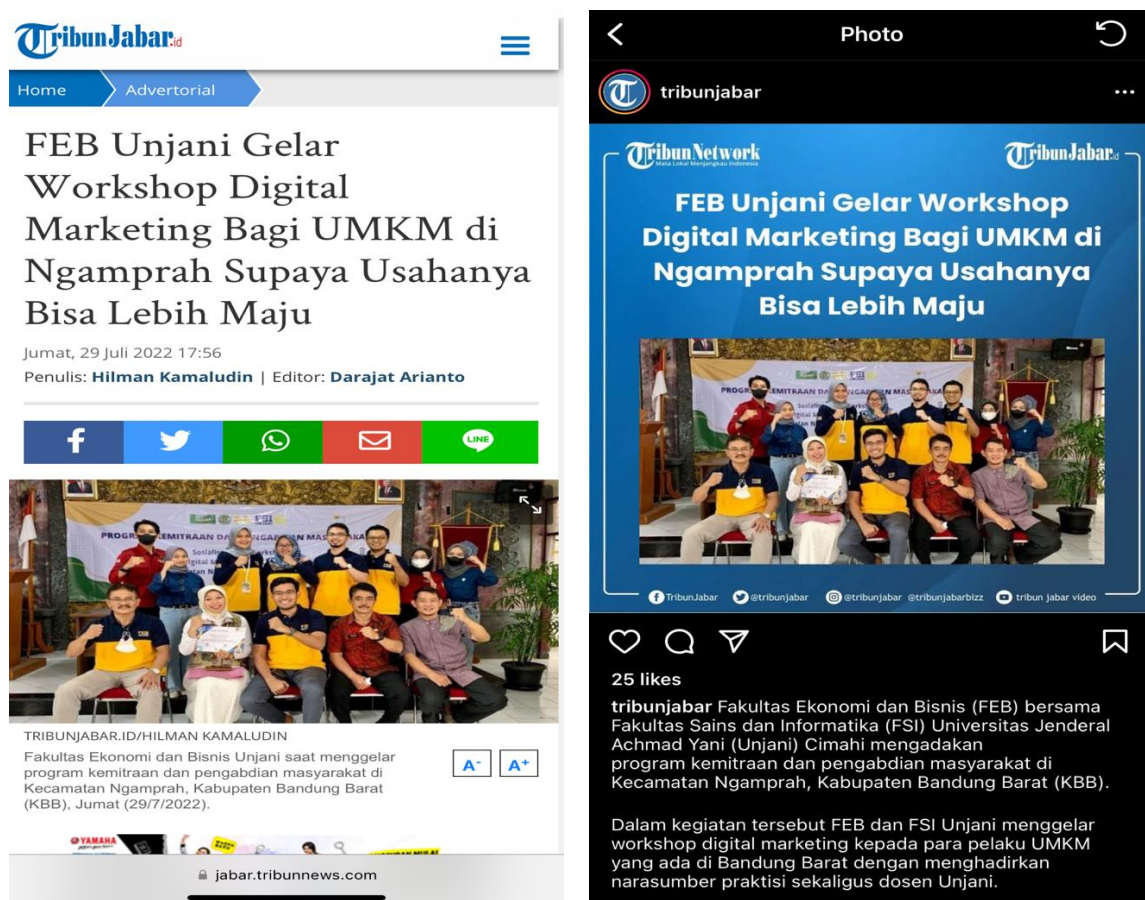 TribunJabar.id
Home
Advertorial
FEB Unjani Gelar
Workshop Digital
Marketing Bagi UMKM di
Ngamprah Supaya Usahanya
Bisa Lebih Maju
Jumat, 29 Juli 2022 17:56
Penulis: Hilman Kamaludin | Editor: Darajat Arianto
LINE
TRIBUNJABAR.ID/HILMAN KAMALUDIN
Fakultas Ekonomi dan Bisnis Unjani saat menggelar
program kemitraan dan pengabdian masyarakat di
Kecamatan Ngamprah, Kabupaten Bandung Barat
(KBB), Jumat (29/7/2022).
A-
A+
YAMAHA
jabar.tribunnews.com
Photo
tribunjabar
TribunNetwork
Mata Lokal Menjangkau Indonesia
TribunJabar.id
FEB Unjani Gelar Workshop
Digital Marketing Bagi UMKM di
Ngamprah Supaya Usahanya
Bisa Lebih Maju
TribunJabar
@tribunjabar
@tribunjabar @tribunjabarbizz
tribun jabar video
25 likes
tribunjabar Fakultas Ekonomi dan Bisnis (FEB) bersama
Fakultas Sains dan Informatika (FSI) Universitas Jenderal
Achmad Yani (Unjani) Cimahi mengadakan
program kemitraan dan pengabdian masyarakat di
Kecamatan Ngamprah, Kabupaten Bandung Barat (KBB).
Dalam kegiatan tersebut FEB dan FSI Unjani menggelar
workshop digital marketing kepada para pelaku UMKM
yang ada di Bandung Barat dengan menghadirkan
narasumber praktisi sekaligus dosen Unjani.